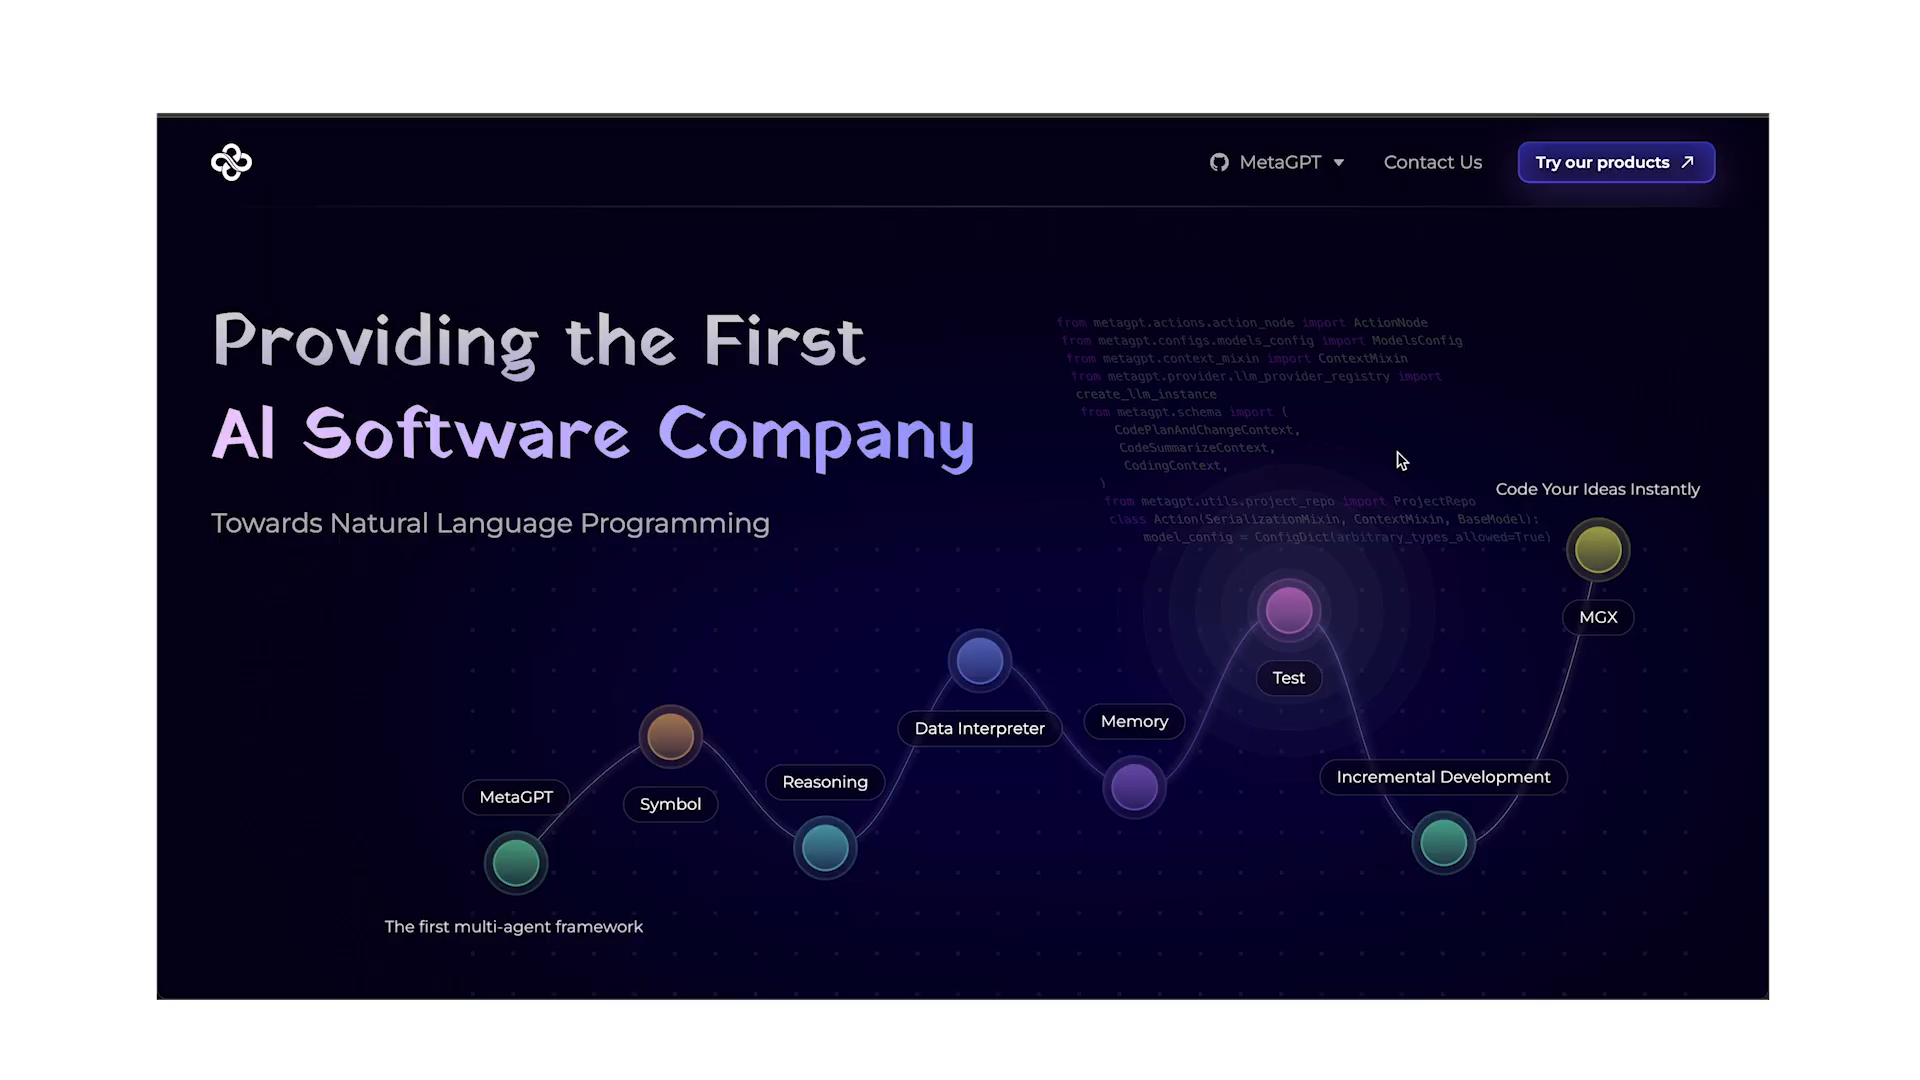 MetaGPT
Contact Us
Try our products
Providing the First
AI Software Company
Towards Natural Language Programming
from metagpt.actions.action_node import ActionNode
from metagpt.configs.models_config import ModelsConfig
from metagpt.context_mixin import ContextMixin
from metagpt.provider.llm_provider_registry import
create_llm_instance
from metagpt.schema import (
CodePlanAndChangeContext,
CodeSummarizeContext,
CodingContext,
)
from metagpt.utils.project_repo import ProjectRepo
class Action(SerializationMixin, ContextMixin, BaseModel):
model_config = ConfigDict(arbitrary_types_allowed=True)
Code Your Ideas Instantly
MGX
Test
Data Interpreter
Memory
Incremental Development
Reasoning
MetaGPT
Symbol
The first multi-agent framework